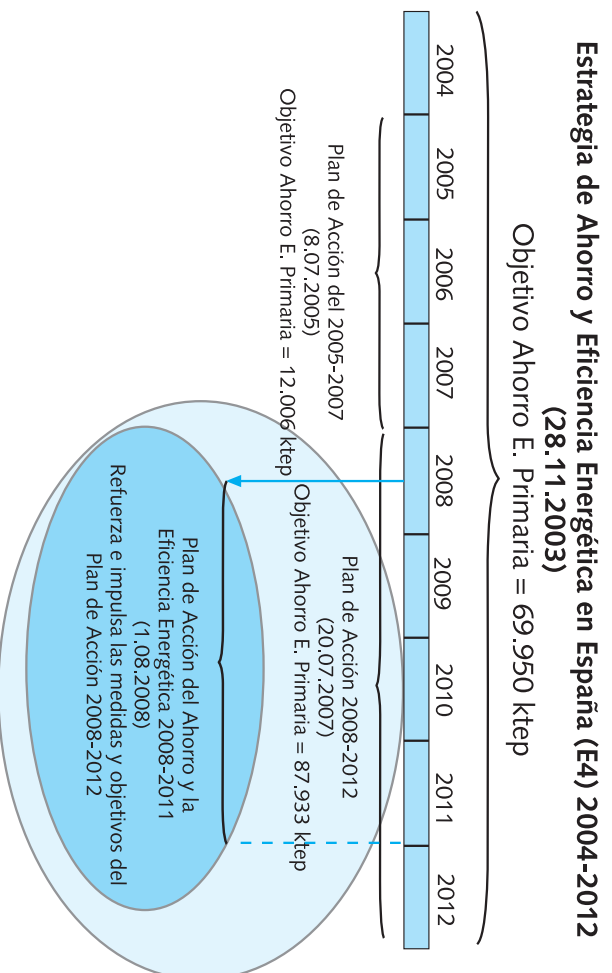 Estrategia de Ahorro y Eficiencia Energética en España (E4) 2004-2012
(28.11.2003)
Objetivo Ahorro E. Primaria = 69.950 ktep
2004
2005
2006
2007
2008
2009
2010
2011
2012
Plan de Acción del 2005-2007
(8.07.2005)
Objetivo Ahorro E. Primaria = 12.006 ktep
Plan de Acción 2008-2012
(20.07.2007)
Objetivo Ahorro E. Primaria = 87.933 ktep
Plan de Acción del Ahorro y la
Eficiencia Energética 2008-2011
(1.08.2008)
Refuerza e impulsa las medidas y objetivos del
Plan de Acción 2008-2012